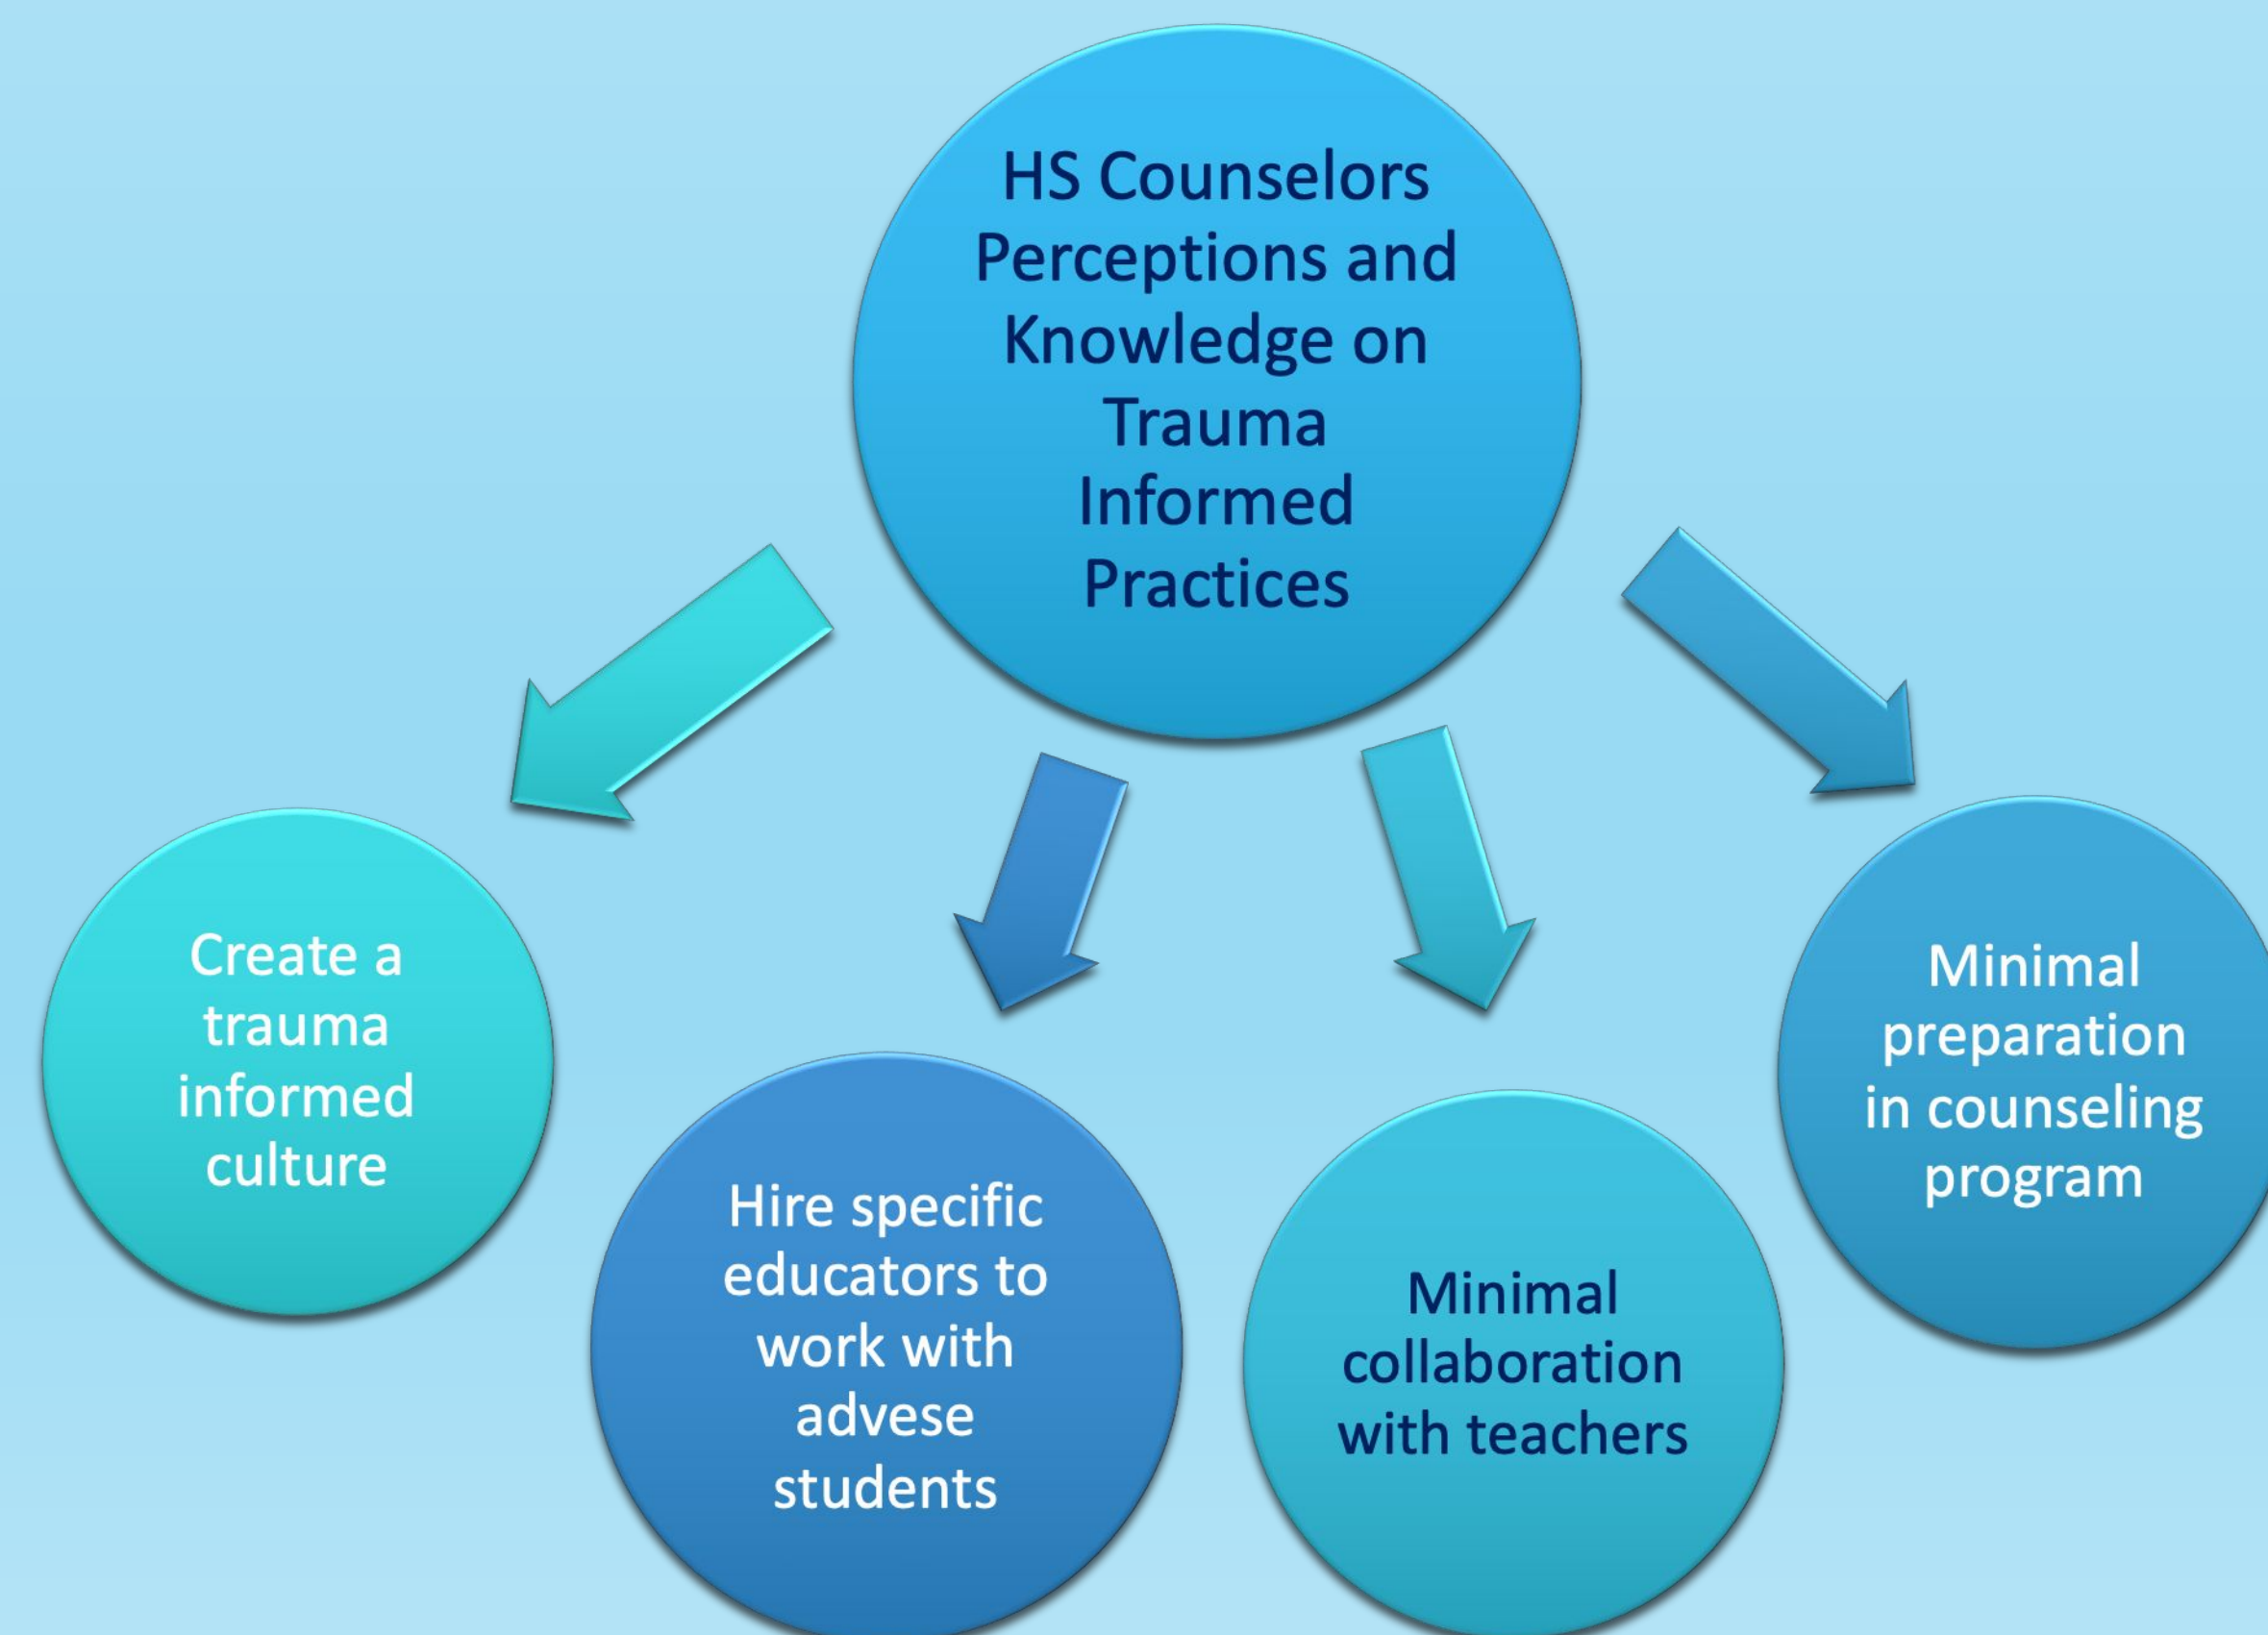 HS Counselors
Perceptions and
Knowledge on
Trauma
Informed
Practices
Create a
trauma
informed
culture
Hire specific
educators to
work with
advese
students
Minimal
collaboration
with teachers
Minimal
preparation
in counseling
program